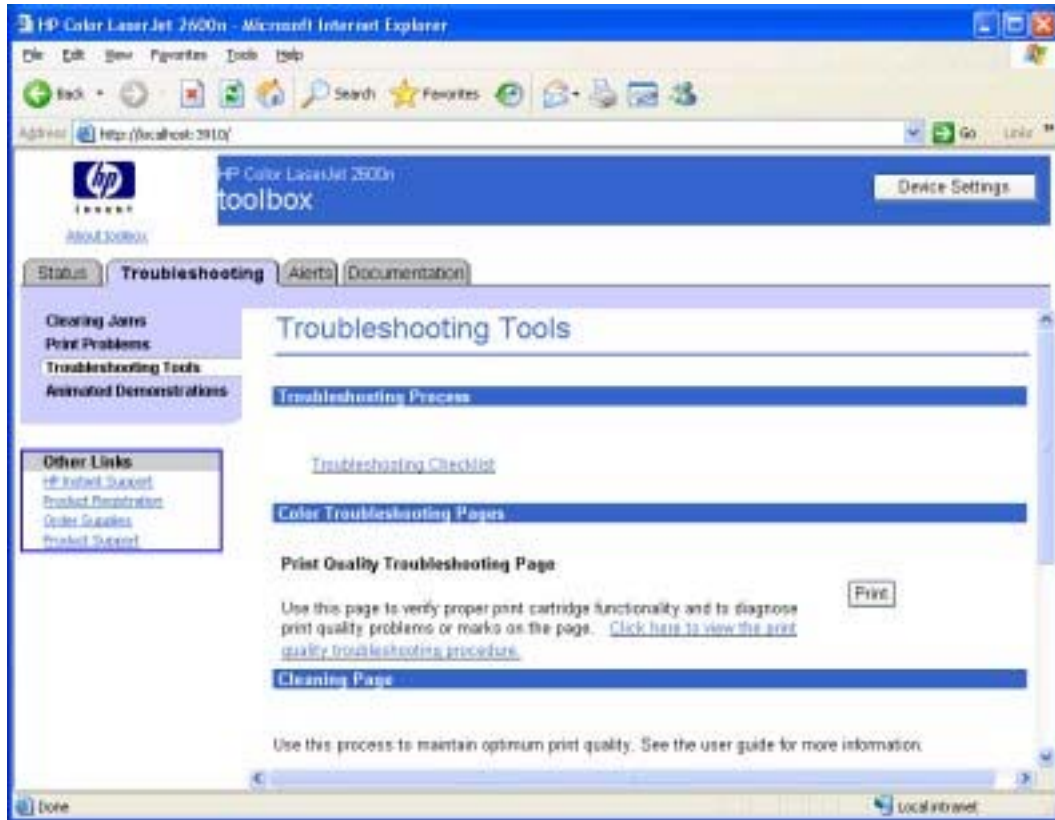 HP Color LaserJet 2600n - Microsoft Internet Explorer
File Edit View Favorites Tools Help
Back Search Favorites
Address http://localhost:3910/ Go Links »
hp
invent
HP Color LaserJet 2600n
toolbox
Device Settings
About toolbox
Status Troubleshooting Alerts Documentation
Clearing Jams
Print Problems
Troubleshooting Tools
Animated Demonstrations
Other Links
HP Instant Support
Product Registration
Order Supplies
Product Support
Troubleshooting Tools
Troubleshooting Process
Troubleshooting Checklist
Color Troubleshooting Pages
Print Quality Troubleshooting Page
Print
Use this page to verify proper print cartridge functionality and to diagnose
print quality problems or marks on the page. Click here to view the print
quality troubleshooting procedure.
Cleaning Page
Use this process to maintain optimum print quality. See the user guide for more information.
Done
Local intranet